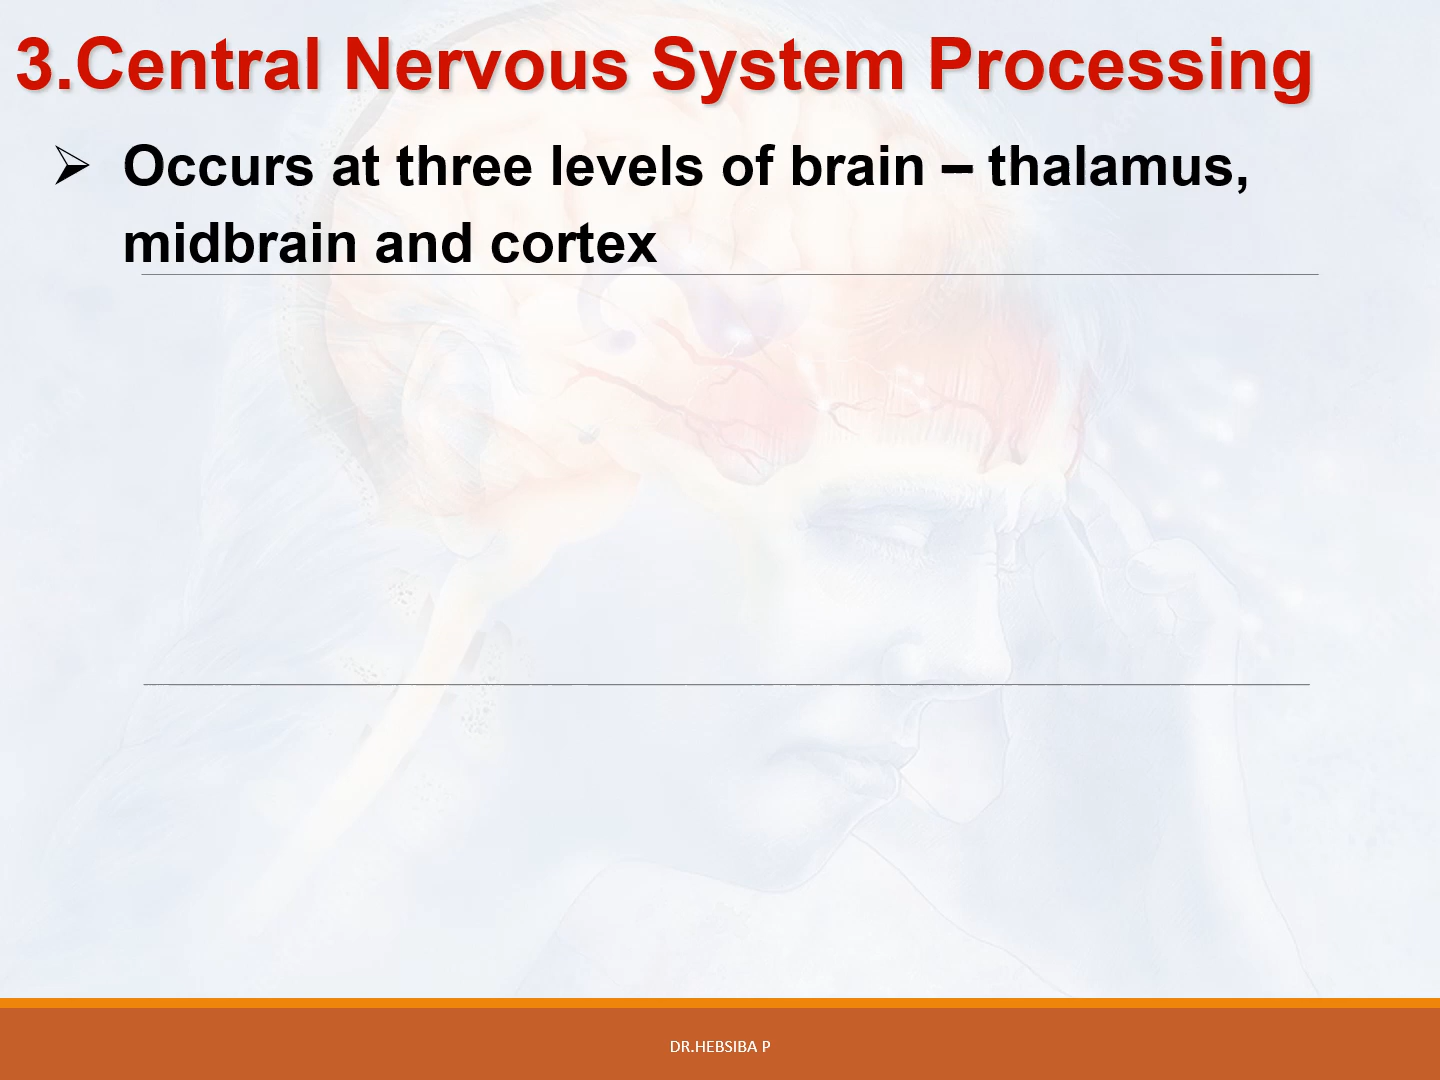 3.Central Nervous System Processing
➢ Occurs at three levels of brain – thalamus,
midbrain and cortex
DR.HEBSIBA P